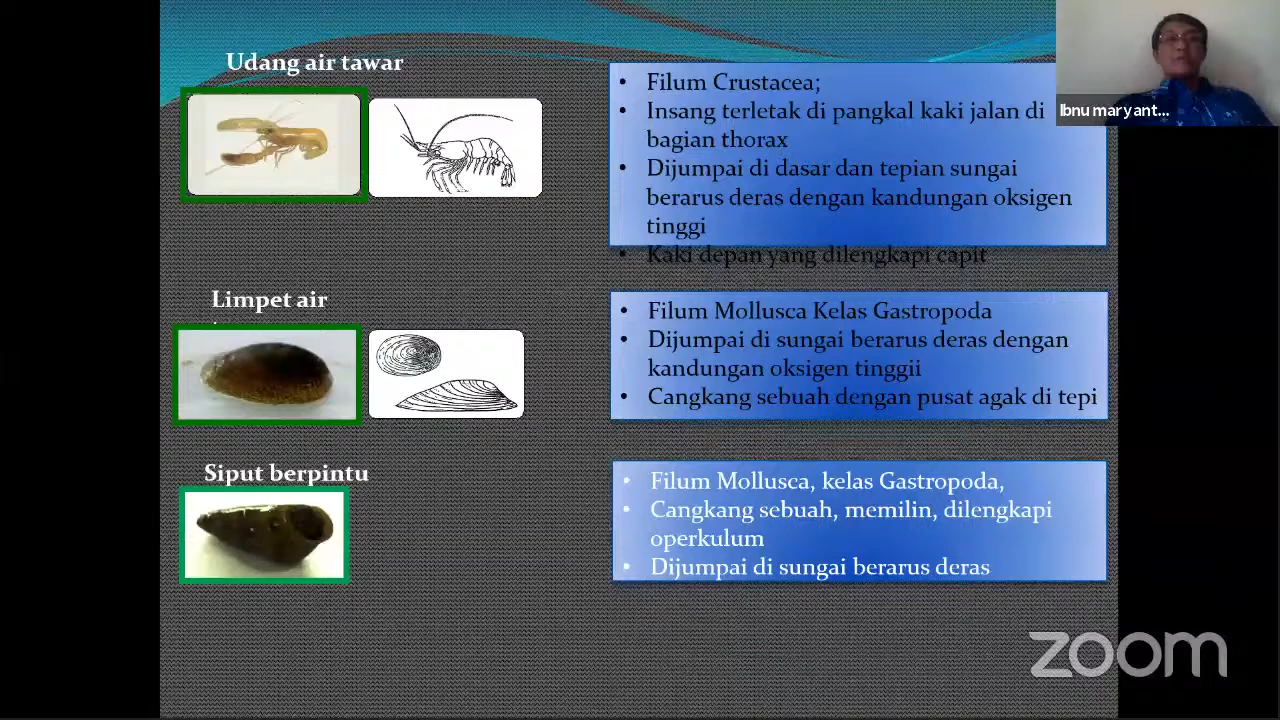 Udang air tawar
• Filum Crustacea;
• Insang terletak di pangkal kaki jalan di
bagian thorax
• Dijumpai di dasar dan tepian sungai
berarus deras dengan kandungan oksigen
tinggi
• Kaki depan yang dilengkapi capit
Ibnu maryant...
Limpet air
• Filum Mollusca Kelas Gastropoda
• Dijumpai di sungai berarus deras dengan
kandungan oksigen tinggii
• Cangkang sebuah dengan pusat agak di tepi
Siput berpintu
• Filum Mollusca, kelas Gastropoda,
• Cangkang sebuah, memilin, dilengkapi
operkulum
• Dijumpai di sungai berarus deras
zoom